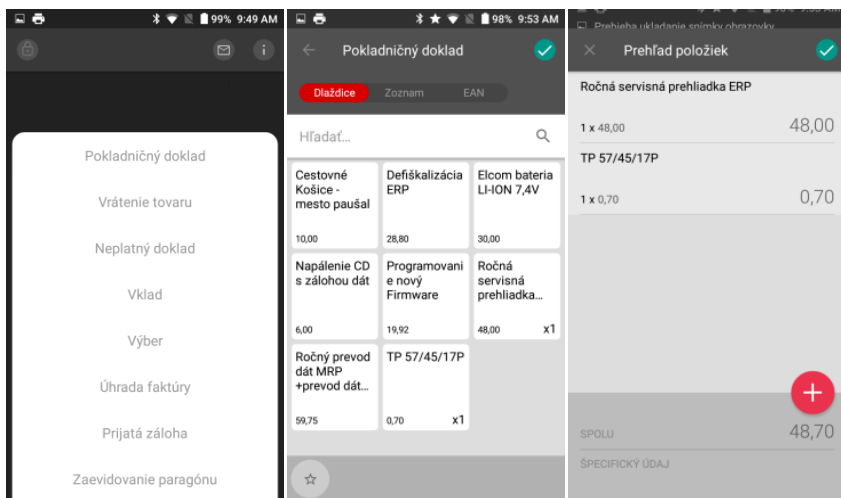 99% 9:49 AM
Pokladničný doklad
Vrátenie tovaru
Neplatný doklad
Vklad
Výber
Úhrada faktúry
Prijatá záloha
Zaevidovanie paragónu
98% 9:53 AM
Pokladničný doklad
Dlaždice Zoznam EAN
Hľadať...
Cestovné
Košice -
mesto paušal
10,00
Defiškalizácia
ERP
28,80
Elcom bateria
LI-ION 7,4V
30,00
Napálenie CD
s zálohou dát
6,00
Programovani
e nový
Firmware
19,92
Ročná
servisná
prehliadka...
48,00 x1
Ročný prevod
dát MRP
+prevod dát...
59,75
TP 57/45/17P
0,70 x1
Prebieha ukladanie snímky obrazovky
Prehľad položiek
Ročná servisná prehliadka ERP
1 x 48,00 48,00
TP 57/45/17P
1 x 0,70 0,70
SPOLU 48,70
ŠPECIFICKÝ ÚDAJ